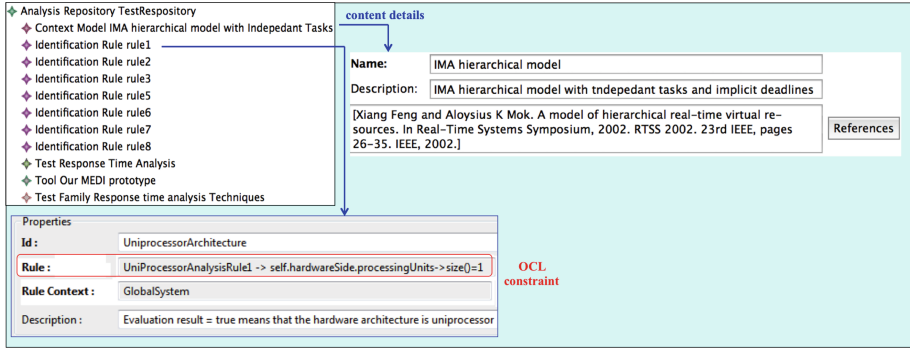 Analysis Repository TestRespository
Context Model IMA hierarchical model with Indepedant Tasks
Identification Rule rule1
Identification Rule rule2
Identification Rule rule3
Identification Rule rule5
Identification Rule rule6
Identification Rule rule7
Identification Rule rule8
Test Response Time Analysis
Tool Our MEDI prototype
Test Family Response time analysis Techniques
content details
Name: IMA hierarchical model
Description: IMA hierarchical model with tndepedant tasks and implicit deadlines
[Xiang Feng and Aloysius K Mok. A model of hierarchical real-time virtual re-
sources. In Real-Time Systems Symposium, 2002. RTSS 2002. 23rd IEEE, pages
26-35. IEEE, 2002.]
References
Properties
Id : UniprocessorArchitecture
Rule : UniProcessorAnalysisRule1 -> self.hardwareSide.processingUnits->size()=1
Rule Context : GlobalSystem
Description : Evaluation result = true means that the hardware architecture is uniprocessor
OCL
constraint